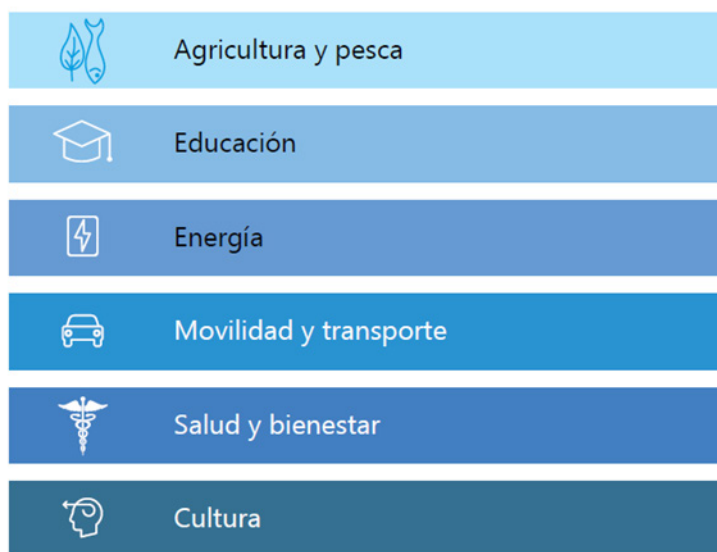 Agricultura y pesca
Educación
Energía
Movilidad y transporte
Salud y bienestar
Cultura